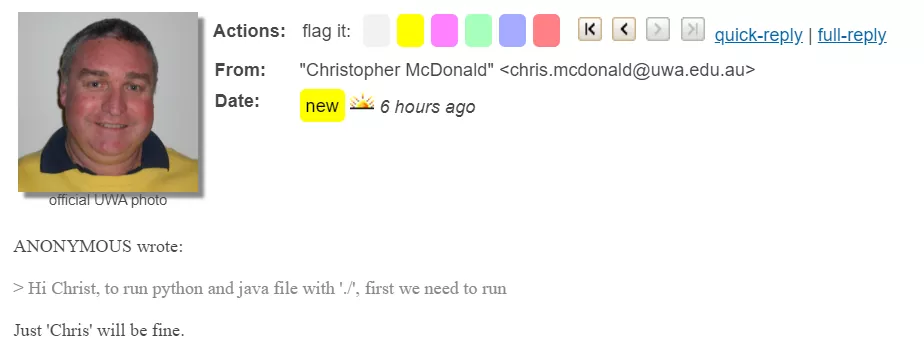 Actions: flag it: quick-reply | full-reply
From: "Christopher McDonald" <chris.mcdonald@uwa.edu.au>
Date: new 6 hours ago
official UWA photo
ANONYMOUS wrote:
> Hi Christ, to run python and java file with './', first we need to run
Just 'Chris' will be fine.